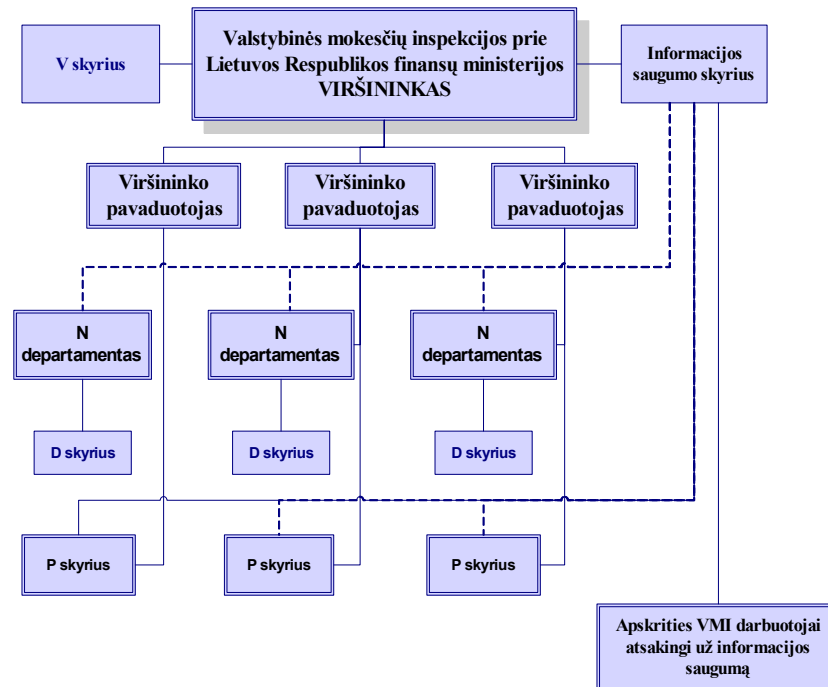 V skyrius
Valstybinės mokesčių inspekcijos prie
Lietuvos Respublikos finansų ministerijos
VIRŠININKAS
Informacijos
saugumo skyrius
Viršininko
pavaduotojas
Viršininko
pavaduotojas
Viršininko
pavaduotojas
N
departamentas
N
departamentas
N
departamentas
D skyrius
D skyrius
D skyrius
P skyrius
P skyrius
P skyrius
Apskrities VMI darbuotojai
atsakingi už informacijos
saugumą